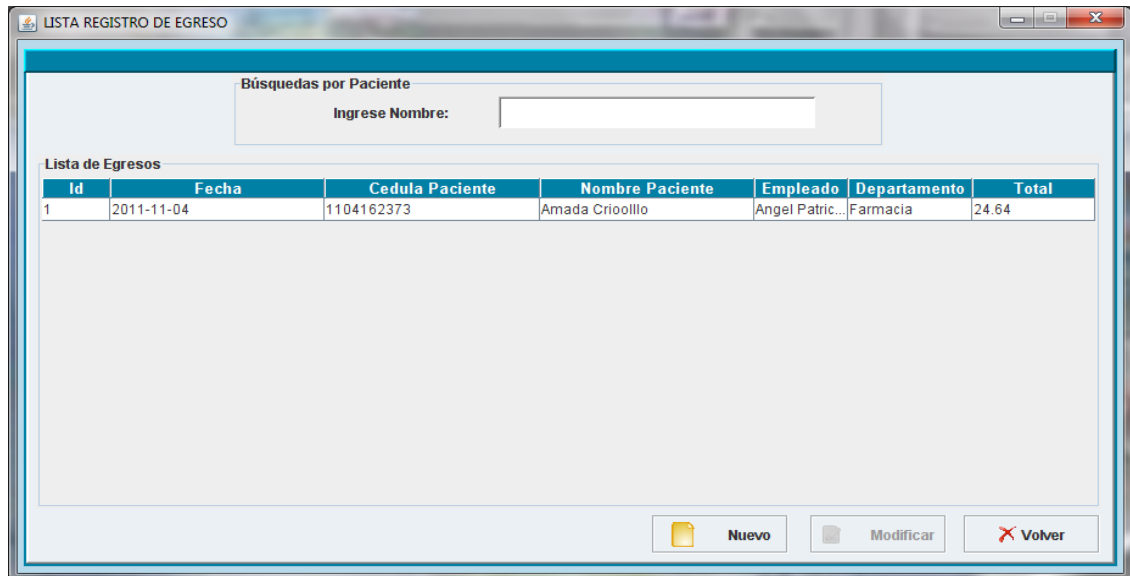 LISTA REGISTRO DE EGRESO
Búsquedas por Paciente
Ingrese Nombre:
Lista de Egresos
Id Fecha Cedula Paciente Nombre Paciente Empleado Departamento Total
1 2011-11-04 1104162373 Amada Crioolllo Angel Patric... Farmacia 24.64
Nuevo Modificar Volver